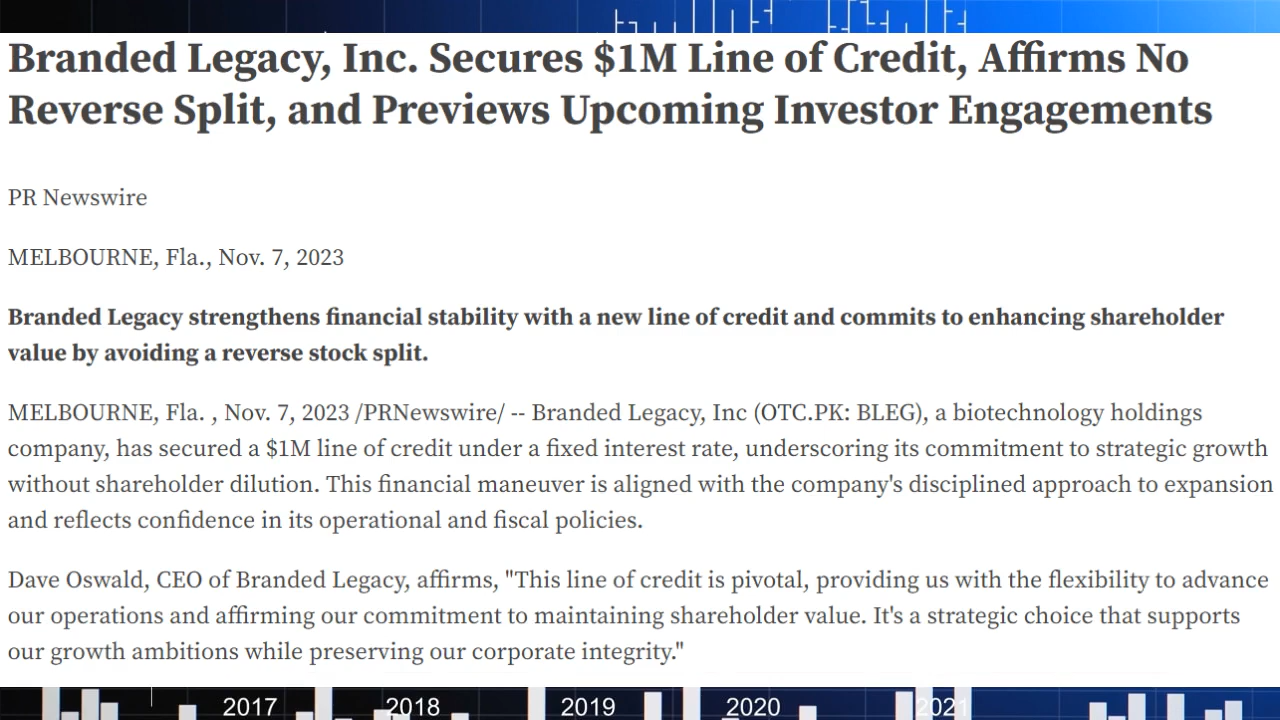 Branded Legacy, Inc. Secures $1M Line of Credit, Affirms No
Reverse Split, and Previews Upcoming Investor Engagements
PR Newswire
MELBOURNE, Fla., Nov. 7, 2023
Branded Legacy strengthens financial stability with a new line of credit and commits to enhancing shareholder
value by avoiding a reverse stock split.
MELBOURNE, Fla. , Nov. 7, 2023 /PRNewswire/ -- Branded Legacy, Inc (OTC.PK: BLEG), a biotechnology holdings
company, has secured a $1M line of credit under a fixed interest rate, underscoring its commitment to strategic growth
without shareholder dilution. This financial maneuver is aligned with the company's disciplined approach to expansion
and reflects confidence in its operational and fiscal policies.
Dave Oswald, CEO of Branded Legacy, affirms, "This line of credit is pivotal, providing us with the flexibility to advance
our operations and affirming our commitment to maintaining shareholder value. It's a strategic choice that supports
our growth ambitions while preserving our corporate integrity."
2017 2018 2019 2020 2021